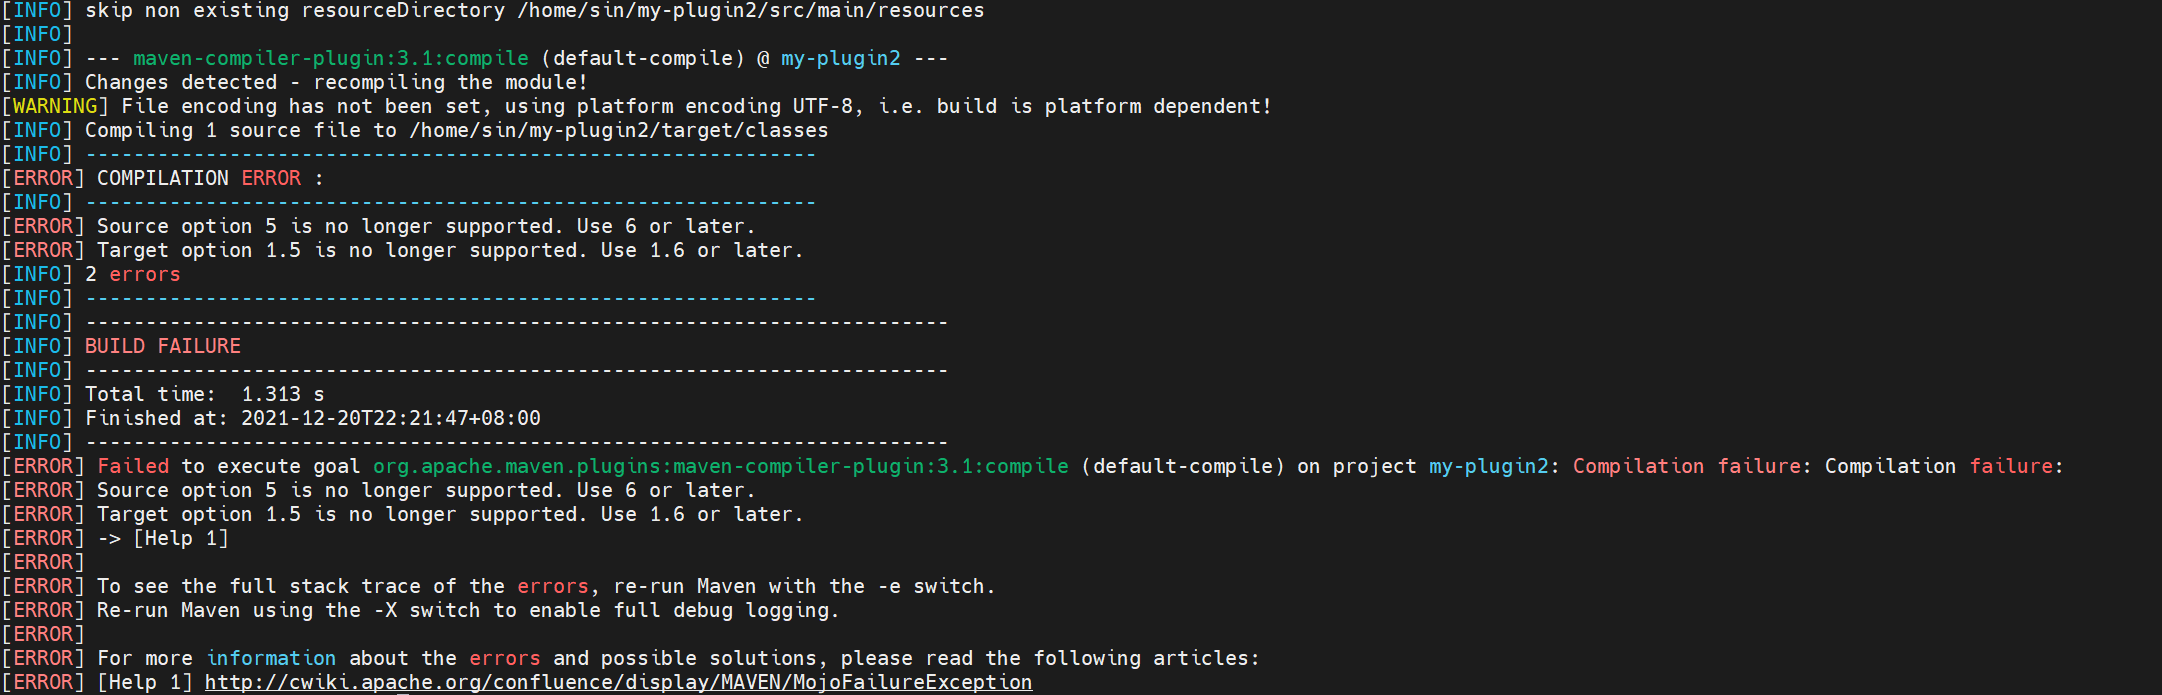 [INFO] skip non existing resourceDirectory /home/sin/my-plugin2/src/main/resources
[INFO]
[INFO] --- maven-compiler-plugin:3.1:compile (default-compile) @ my-plugin2 ---
[INFO] Changes detected - recompiling the module!
[WARNING] File encoding has not been set, using platform encoding UTF-8, i.e. build is platform dependent!
[INFO] Compiling 1 source file to /home/sin/my-plugin2/target/classes
[INFO] -------------------------------------------------------------
[ERROR] COMPILATION ERROR :
[INFO] -------------------------------------------------------------
[ERROR] Source option 5 is no longer supported. Use 6 or later.
[ERROR] Target option 1.5 is no longer supported. Use 1.6 or later.
[INFO] 2 errors
[INFO] -------------------------------------------------------------
[INFO] ------------------------------------------------------------------------
[INFO] BUILD FAILURE
[INFO] ------------------------------------------------------------------------
[INFO] Total time:  1.313 s
[INFO] Finished at: 2021-12-20T22:21:47+08:00
[INFO] ------------------------------------------------------------------------
[ERROR] Failed to execute goal org.apache.maven.plugins:maven-compiler-plugin:3.1:compile (default-compile) on project my-plugin2: Compilation failure: Compilation failure:
[ERROR] Source option 5 is no longer supported. Use 6 or later.
[ERROR] Target option 1.5 is no longer supported. Use 1.6 or later.
[ERROR] -> [Help 1]
[ERROR]
[ERROR] To see the full stack trace of the errors, re-run Maven with the -e switch.
[ERROR] Re-run Maven using the -X switch to enable full debug logging.
[ERROR]
[ERROR] For more information about the errors and possible solutions, please read the following articles:
[ERROR] [Help 1] http://cwiki.apache.org/confluence/display/MAVEN/MojoFailureException